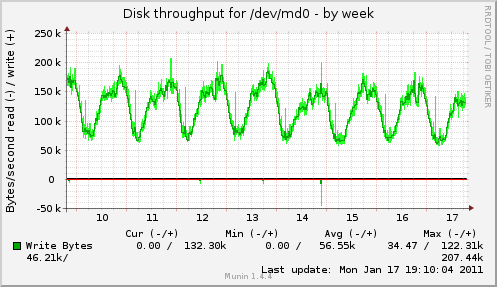 Disk throughput for /dev/md0 - by week
RRDTOOL / TOBI OETIKER
Bytes/second read (-) / write (+)
250 k
200 k
150 k
100 k
50 k
0
-50 k
10 11 12 13 14 15 16 17
Cur (-/+) Min (-/+) Avg (-/+) Max (-/+)
Write Bytes 0.00 / 132.30k 0.00 / 56.55k 34.47 / 122.31k
46.21k/ 207.44k
Last update: Mon Jan 17 19:10:04 2011
Munin 1.4.4